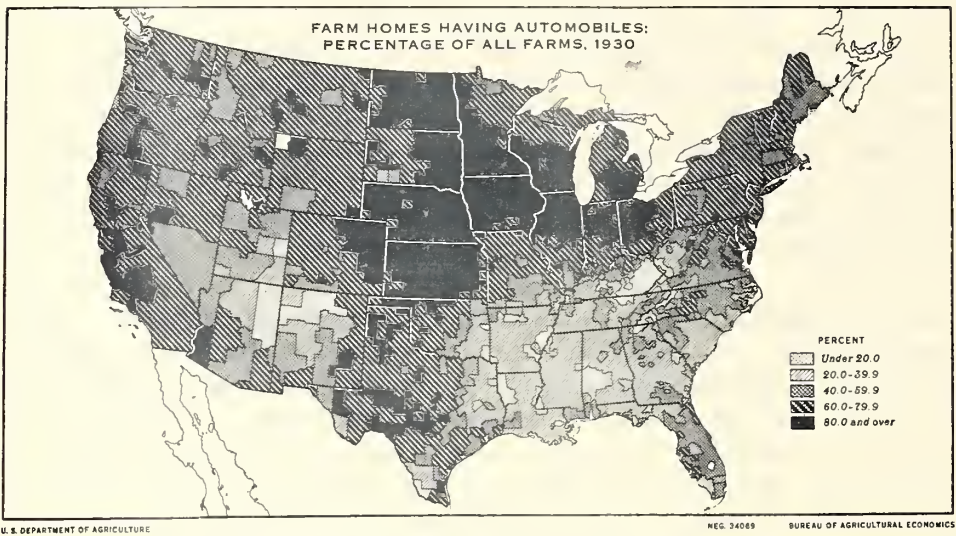 FARM HOMES HAVING AUTOMOBILES:
PERCENTAGE OF ALL FARMS, 1930
PERCENT
Under 20.0
20.0-39.9
40.0-59.9
60.0-79.9
80.0 and over
U. S. DEPARTMENT OF AGRICULTURE
NEG. 34069
BUREAU OF AGRICULTURAL ECONOMICS